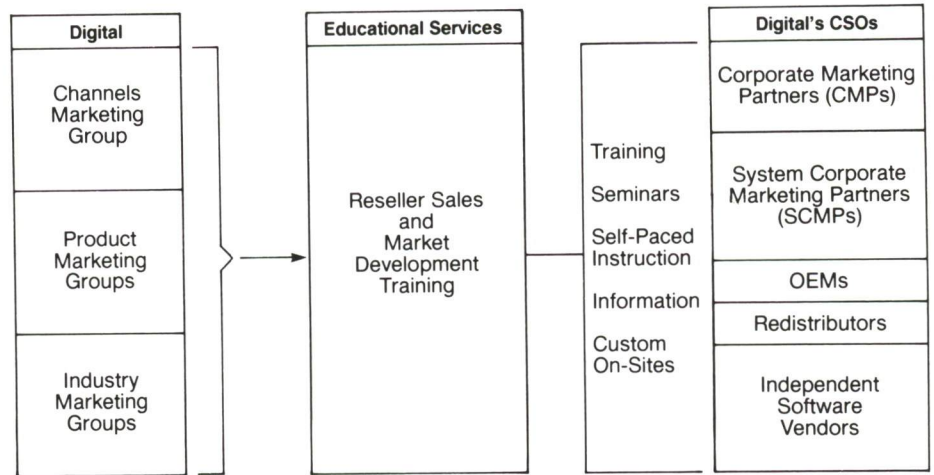 Digital
Channels
Marketing
Group
Product
Marketing
Groups
Industry
Marketing
Groups
Educational Services
Reseller Sales
and
Market
Development
Training
Training
Seminars
Self-Paced
Instruction
Information
Custom
On-Sites
Digital's CSOs
Corporate Marketing
Partners (CMPs)
System Corporate
Marketing Partners
(SCMPs)
OEMs
Redistributors
Independent
Software
Vendors